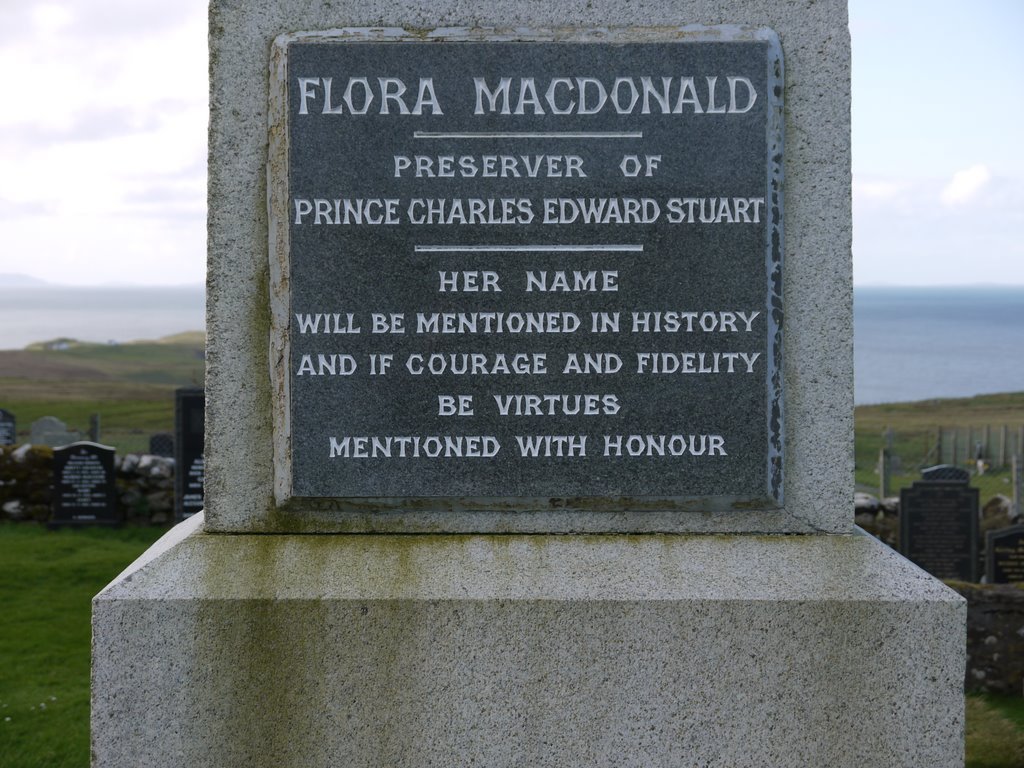 FLORA MACDONALD
PRESERVER OF
PRINCE CHARLES EDWARD STUART
HER NAME
WILL BE MENTIONED IN HISTORY
AND IF COURAGE AND FIDELITY
BE VIRTUES
MENTIONED WITH HONOUR